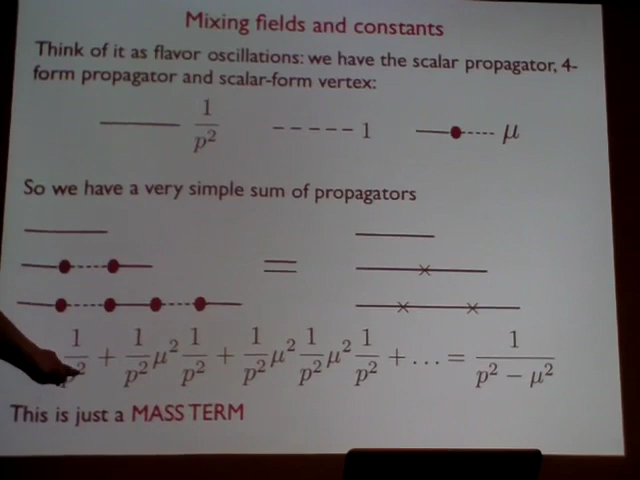 Mixing fields and constants
Think of it as flavor oscillations: we have the scalar propagator, 4-
form propagator and scalar-form vertex:
1/p² 1 μ
So we have a very simple sum of propagators
=
1/p² + 1/p² μ² 1/p² + 1/p² μ² 1/p² μ² 1/p² + ... = 1/(p² − μ²)
This is just a MASS TERM